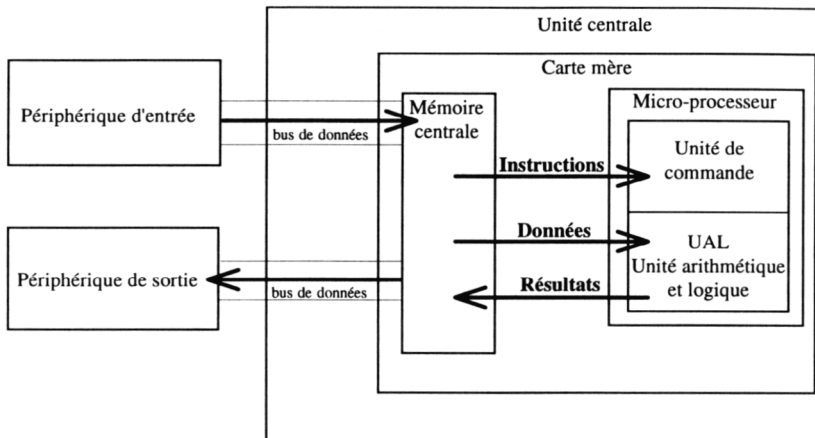 Unité centrale
Carte mère
Périphérique d'entrée
bus de données
Mémoire
centrale
Micro-processeur
Unité de
commande
Instructions
Données
UAL
Unité arithmétique
et logique
Résultats
Périphérique de sortie
bus de données